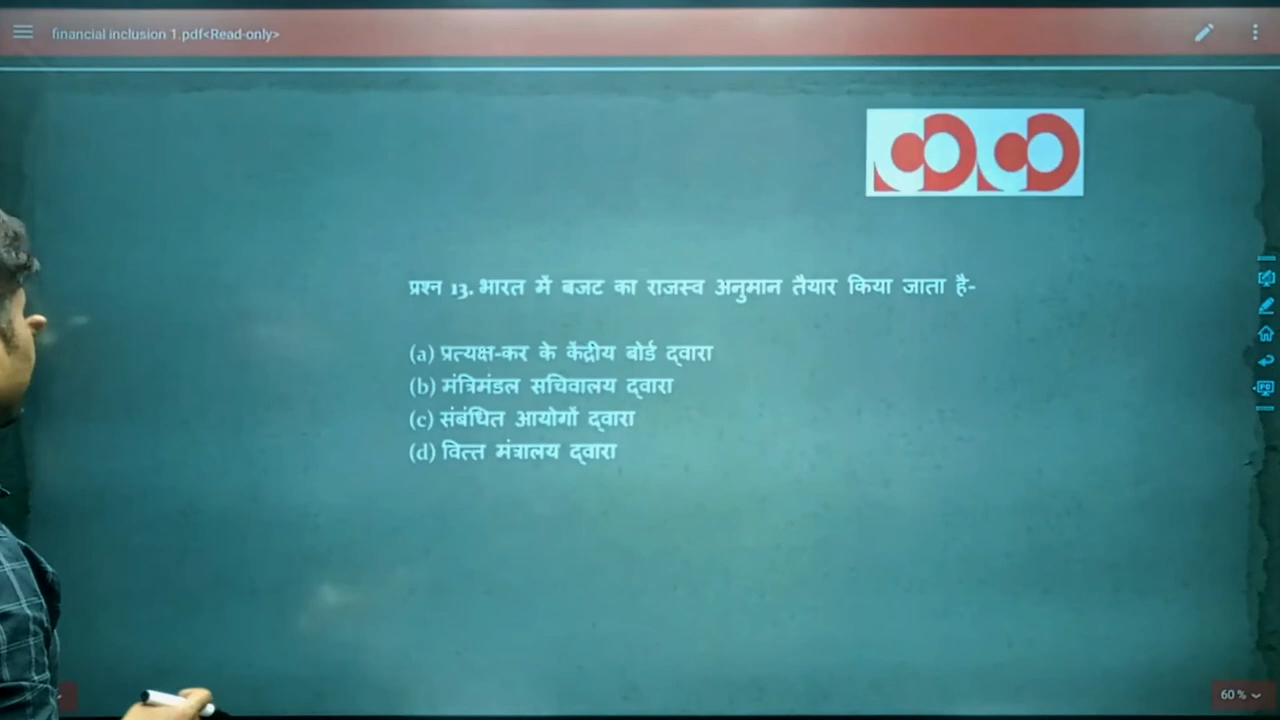 financial inclusion 1.pdf<Read-only>
प्रश्न 13. भारत में बजट का राजस्व अनुमान तैयार किया जाता है-
(a) प्रत्यक्ष-कर के केंद्रीय बोर्ड द्वारा
(b) मंत्रिमंडल सचिवालय द्वारा
(c) संबंधित आयोगों द्वारा
(d) वित्त मंत्रालय द्वारा
60 %